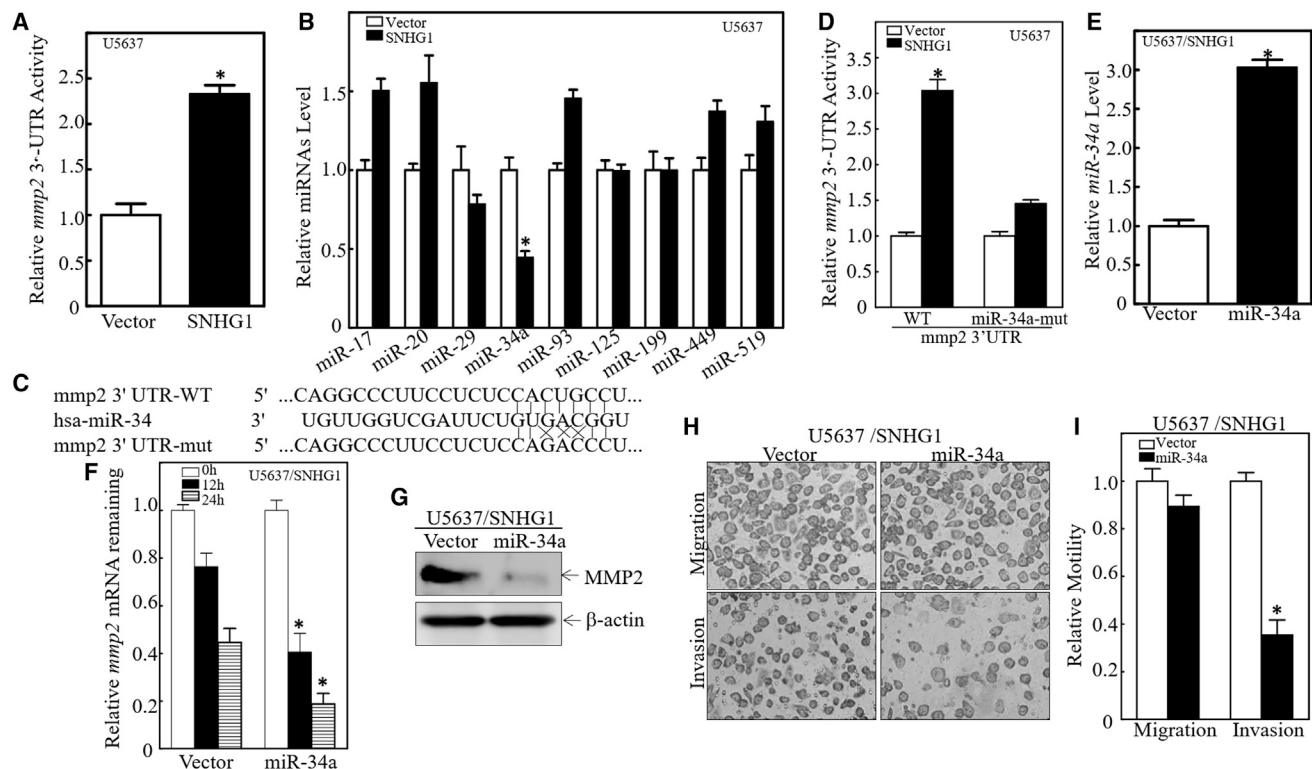 A
U5637
Relative mmp2 3·-UTR Activity
2.5
2.0
1.5
1.0
0.5
0
*
Vector SNHG1
B
Vector
SNHG1
U5637
Relative miRNAs Level
1.5
1.0
0.5
0
*
miR-17 miR-20 miR-29 miR-34a miR-93 miR-125 miR-199 miR-449 miR-519
C
mmp2 3' UTR-WT 5' ...CAGGCCCUUCCUCUCCACUGCCU...
hsa-miR-34 3' UGUUGGUCGAUUCUGUGACGGU
mmp2 3' UTR-mut 5' ...CAGGCCCUUCCUCUCCAGACCCU...
D
Vector
SNHG1
U5637
Relative mmp2 3·-UTR Activity
3.5
3.0
2.5
2.0
1.5
1.0
0.5
0
*
WT miR-34a-mut
mmp2 3'UTR
E
U5637/SNHG1
Relative miR-34a Level
3.0
2.5
2.0
1.5
1.0
0.5
0
*
Vector miR-34a
F
0h
12h
24h
U5637/SNHG1
Relative mmp2 mRNA remaining
1.0
0.8
0.6
0.4
0.2
0
*
*
Vector miR-34a
G
U5637/SNHG1
Vector miR-34a
MMP2
β-actin
H
U5637 /SNHG1
Vector miR-34a
Migration
Invasion
I
U5637 /SNHG1
Vector
miR-34a
Relative Motility
1.0
0.8
0.6
0.4
0.2
0
*
Migration Invasion